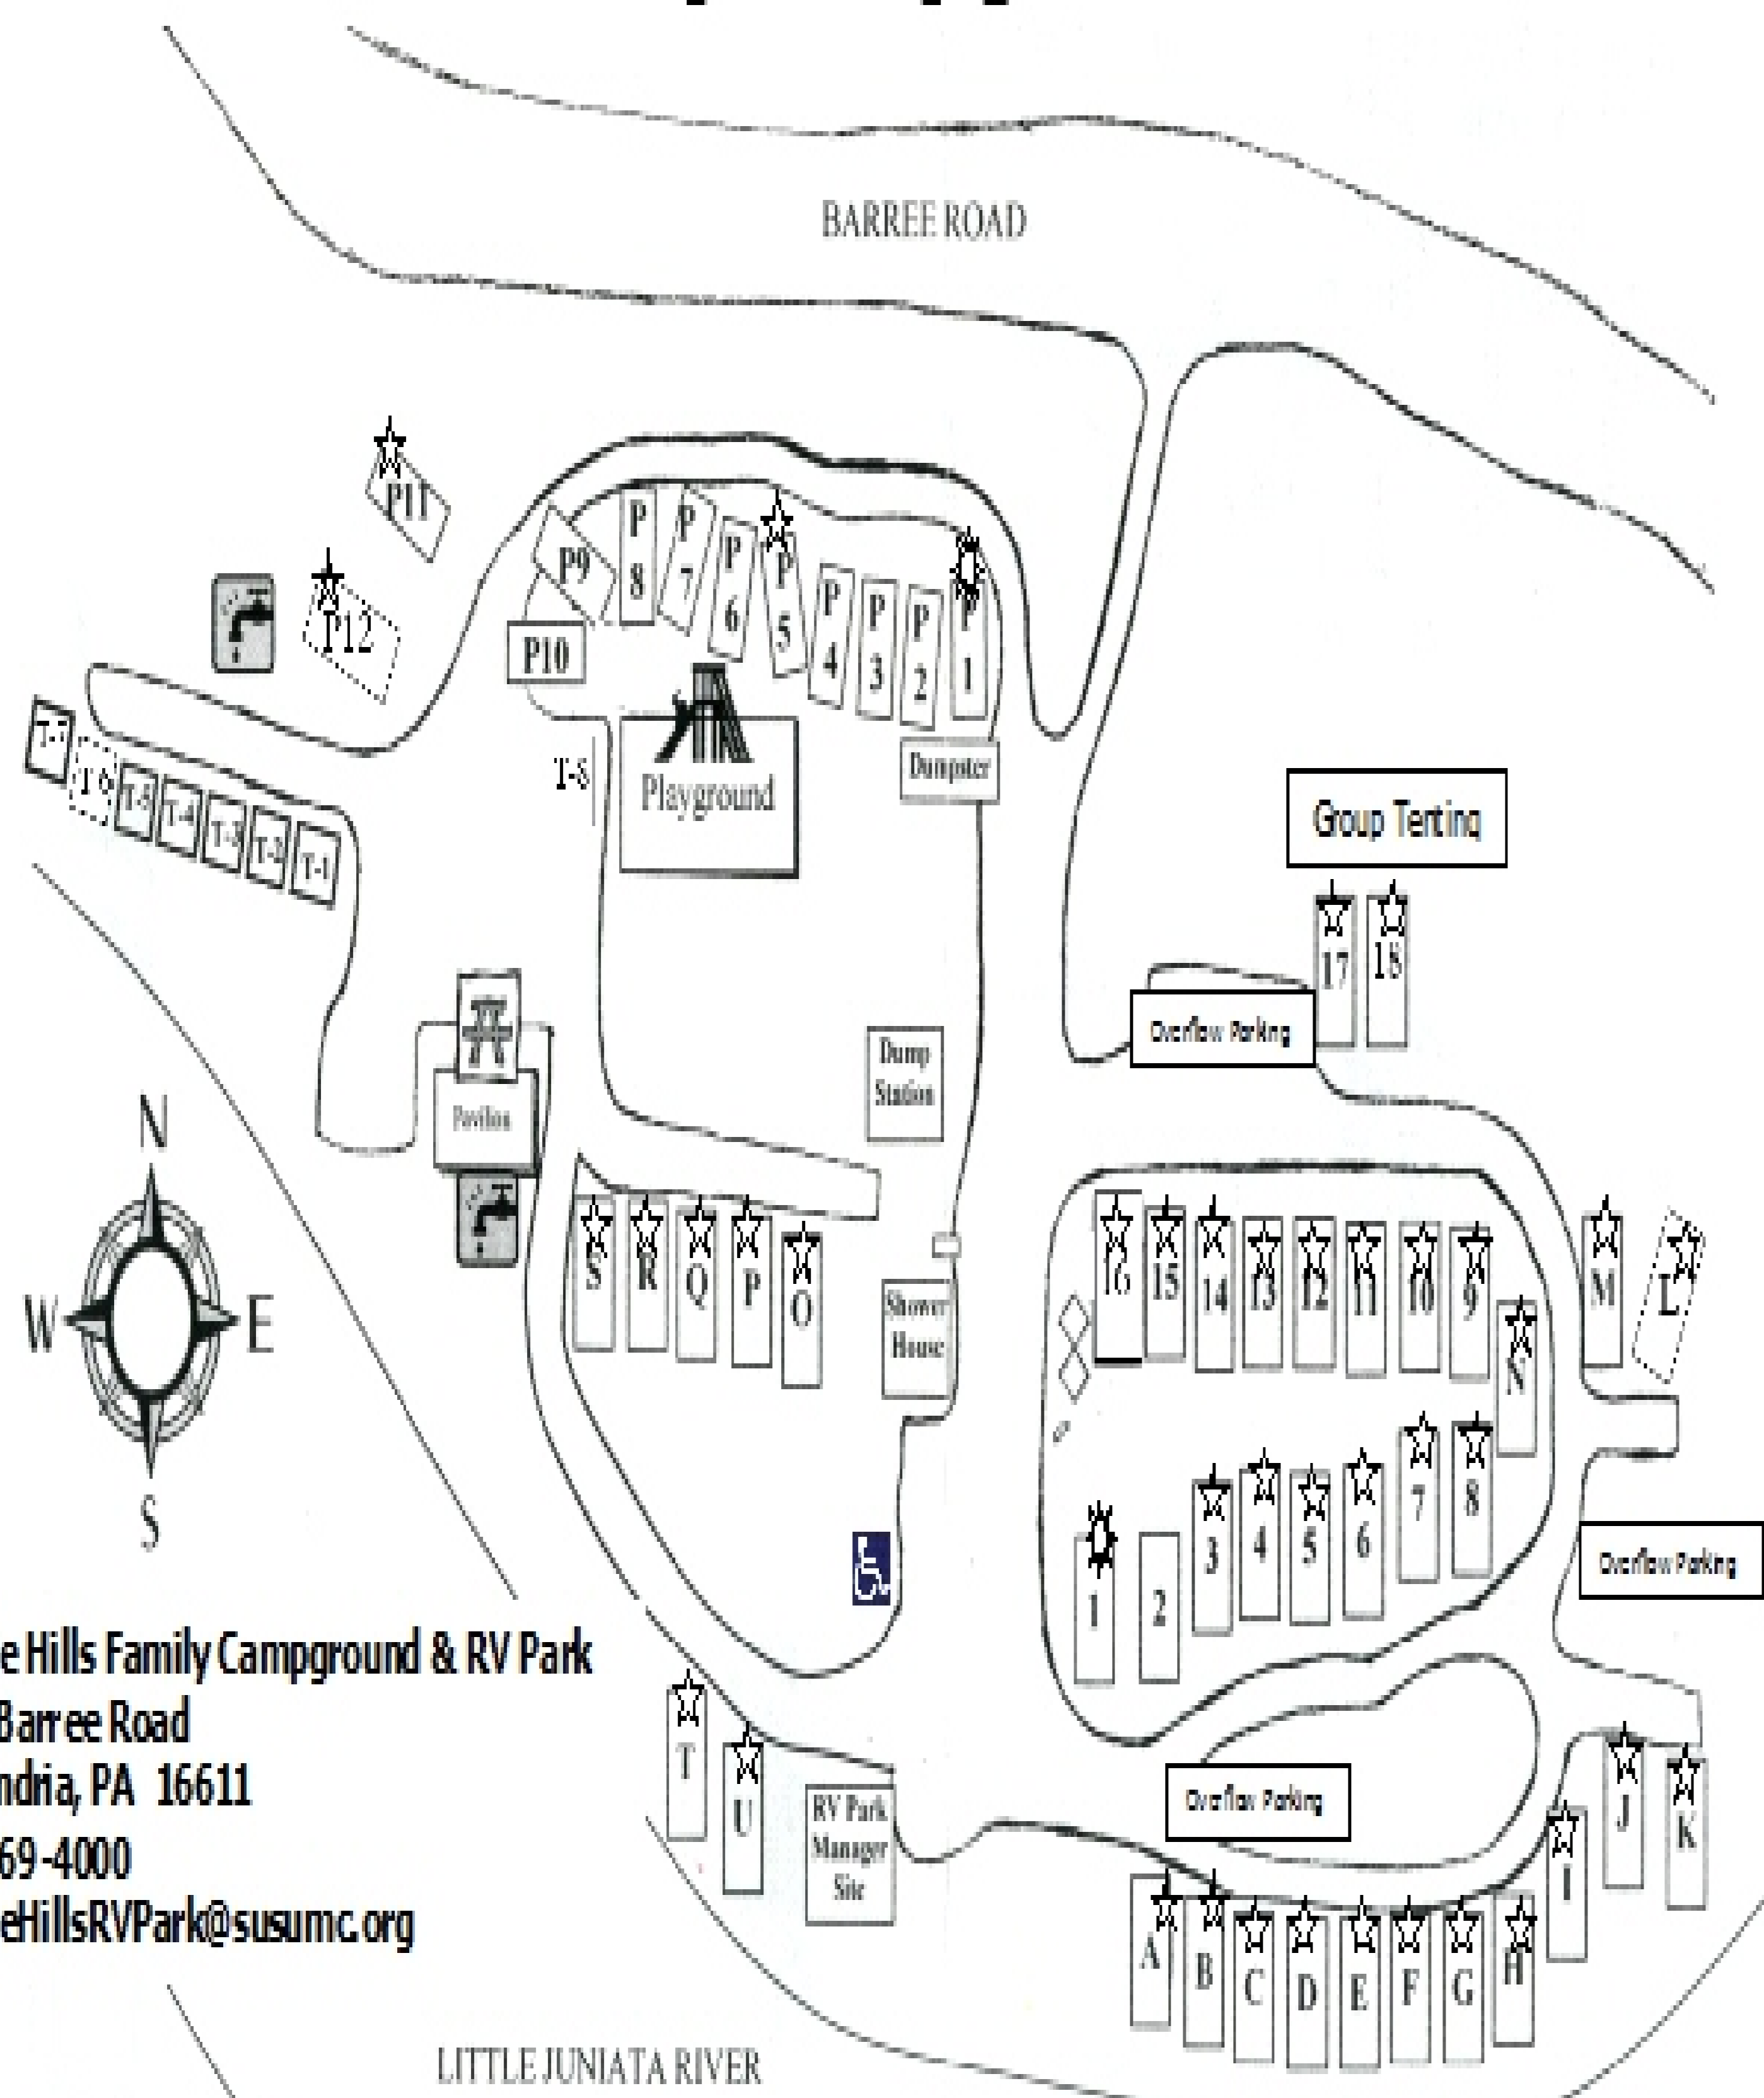 BARREE ROAD
P11
P12
P9
P
8
P
7
P
6
P
5
P
4
P
3
P
2
P
1
P10
T-7
T-6
T-5
T-4
T-3
T-2
T-1
T-8
Playground
Dumpster
Group Tenting
17
18
Overflow Parking
Dump
Station
Pavilion
N
W
E
S
S
R
Q
P
O
Shower
House
16
15
14
13
12
11
10
9
N
M
L
1
2
3
4
5
6
7
8
Overflow Parking
e Hills Family Campground & RV Park
Barree Road
ndria, PA 16611
69-4000
eHillsRVPark@susumc.org
T
U
RV Park
Manager
Site
Overflow Parking
A
B
C
D
E
F
G
H
I
J
K
LITTLE JUNIATA RIVER